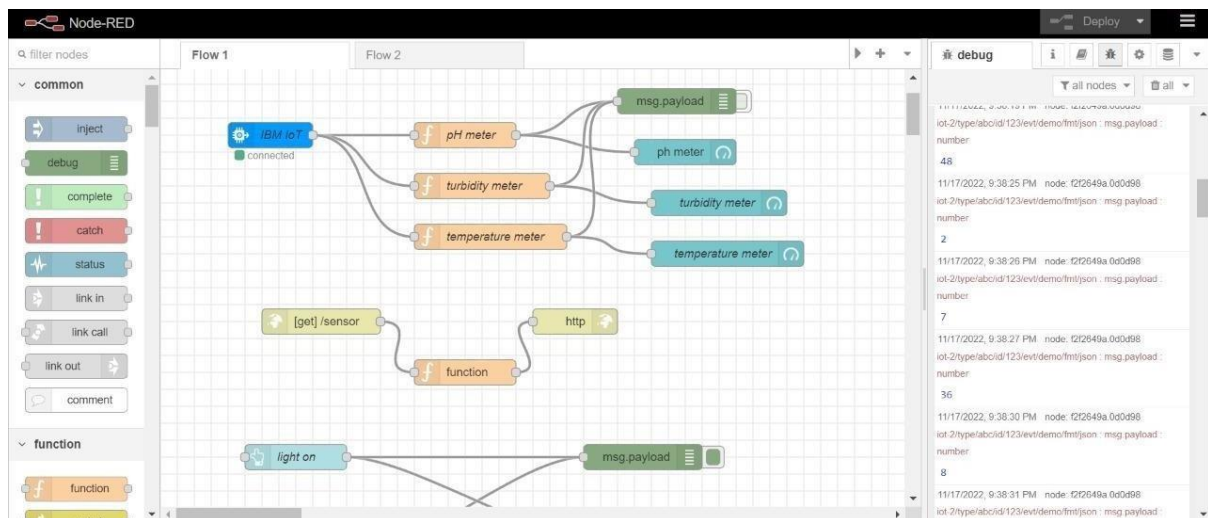 Node-RED
Deploy
filter nodes
common
inject
debug
complete
catch
status
link in
link call
link out
comment
function
function
Flow 1
Flow 2
IBM IoT
connected
pH meter
turbidity meter
temperature meter
msg.payload
ph meter
turbidity meter
temperature meter
[get] /sensor
function
http
light on
msg.payload
debug
i
all nodes
all
iot-2/type/abc/id/123/evt/demo/fmt/json : msg.payload :
number
48
11/17/2022, 9:38:25 PM node: f2f2649a.0d0d98
iot-2/type/abc/id/123/evt/demo/fmt/json : msg.payload :
number
2
11/17/2022, 9:38:26 PM node: f2f2649a.0d0d98
iot-2/type/abc/id/123/evt/demo/fmt/json : msg.payload :
number
7
11/17/2022, 9:38:27 PM node: f2f2649a.0d0d98
iot-2/type/abc/id/123/evt/demo/fmt/json : msg.payload :
number
36
11/17/2022, 9:38:30 PM node: f2f2649a.0d0d98
iot-2/type/abc/id/123/evt/demo/fmt/json : msg.payload :
number
8
11/17/2022, 9:38:31 PM node: f2f2649a.0d0d98
iot-2/type/abc/id/123/evt/demo/fmt/json : msg.payload :